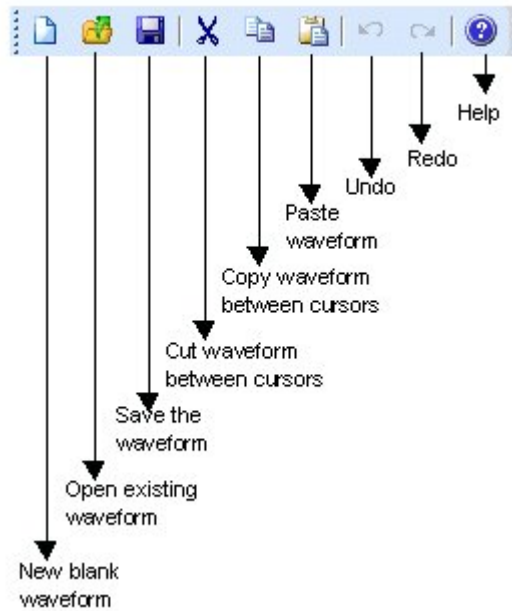 Help
Redo
Undo
Paste
waveform
Copy waveform
between cursors
Cut waveform
between cursors
Save the
waveform
Open existing
waveform
New blank
waveform